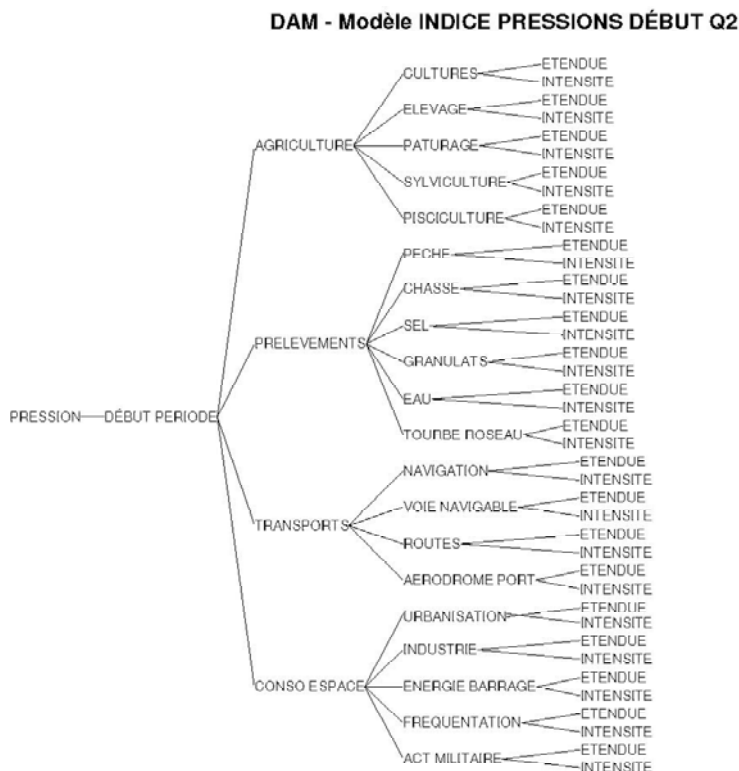 DAM - Modèle INDICE PRESSIONS DÉBUT Q2
PRESSION
DÉBUT PERIODE
AGRICULTURE
CULTURES
ETENDUE
INTENSITE
ELEVAGE
ETENDUE
INTENSITE
PATURAGE
ETENDUE
INTENSITE
SYLVICULTURE
ETENDUE
INTENSITE
PISCICULTURE
ETENDUE
INTENSITE
PRELEVEMENTS
PECHE
ETENDUE
INTENSITE
CHASSE
ETENDUE
INTENSITE
SEL
ETENDUE
INTENSITE
GRANULATS
ETENDUE
INTENSITE
EAU
ETENDUE
INTENSITE
TOURBE ROSEAU
ETENDUE
INTENSITE
TRANSPORTS
NAVIGATION
ETENDUE
INTENSITE
VOIE NAVIGABLE
ETENDUE
INTENSITE
ROUTES
ETENDUE
INTENSITE
AERODROME PORT
ETENDUE
INTENSITE
CONSO ESPACE
URBANISATION
ETENDUE
INTENSITE
INDUSTRIE
ETENDUE
INTENSITE
ENERGIE BARRAGE
ETENDUE
INTENSITE
FREQUENTATION
ETENDUE
INTENSITE
ACT MILITAIRE
ETENDUE
INTENSITE